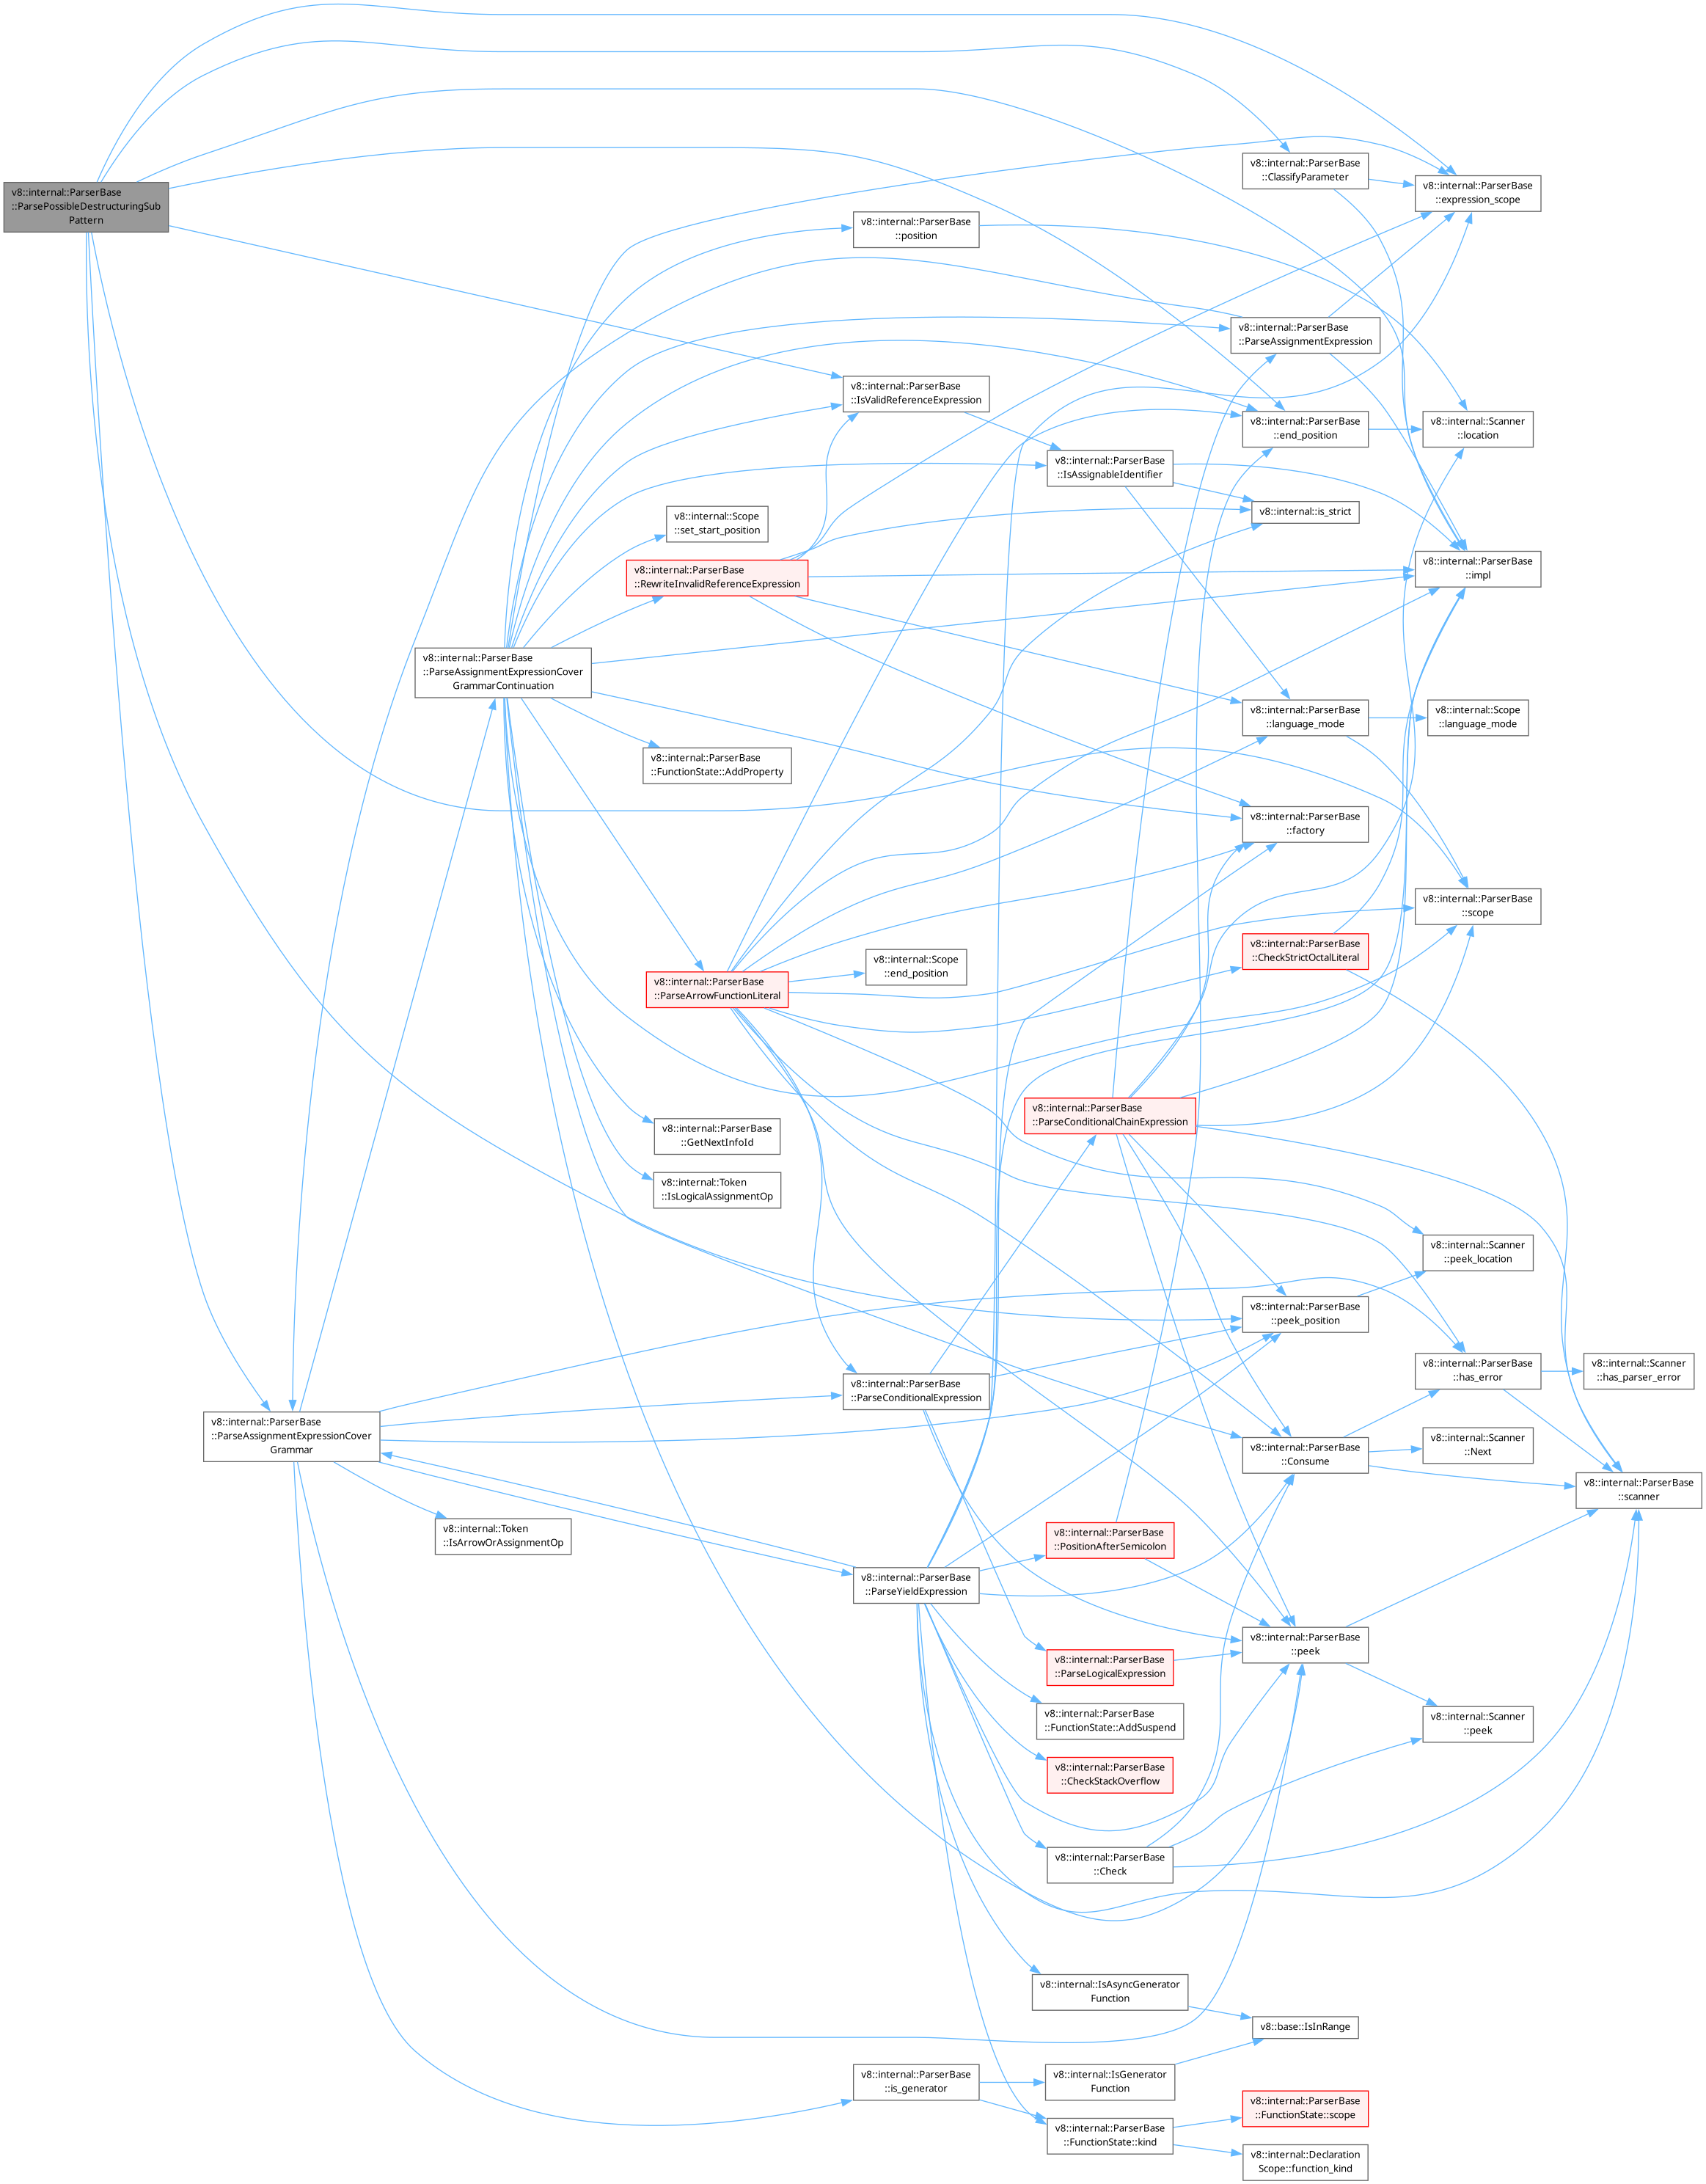 v8::internal::ParserBase
::ParsePossibleDestructuringSub
Pattern
v8::internal::ParserBase
::ClassifyParameter
v8::internal::ParserBase
::expression_scope
v8::internal::ParserBase
::position
v8::internal::ParserBase
::ParseAssignmentExpression
v8::internal::ParserBase
::IsValidReferenceExpression
v8::internal::ParserBase
::end_position
v8::internal::Scanner
::location
v8::internal::ParserBase
::IsAssignableIdentifier
v8::internal::is_strict
v8::internal::Scope
::set_start_position
v8::internal::ParserBase
::RewriteInvalidReferenceExpression
v8::internal::ParserBase
::impl
v8::internal::ParserBase
::ParseAssignmentExpressionCover
GrammarContinuation
v8::internal::ParserBase
::language_mode
v8::internal::Scope
::language_mode
v8::internal::ParserBase
::FunctionState::AddProperty
v8::internal::ParserBase
::factory
v8::internal::ParserBase
::scope
v8::internal::ParserBase
::CheckStrictOctalLiteral
v8::internal::Scope
::end_position
v8::internal::ParserBase
::ParseArrowFunctionLiteral
v8::internal::ParserBase
::ParseConditionalChainExpression
v8::internal::ParserBase
::GetNextInfoId
v8::internal::Token
::IsLogicalAssignmentOp
v8::internal::Scanner
::peek_location
v8::internal::ParserBase
::peek_position
v8::internal::ParserBase
::has_error
v8::internal::Scanner
::has_parser_error
v8::internal::ParserBase
::ParseConditionalExpression
v8::internal::ParserBase
::ParseAssignmentExpressionCover
Grammar
v8::internal::ParserBase
::Consume
v8::internal::Scanner
::Next
v8::internal::ParserBase
::scanner
v8::internal::Token
::IsArrowOrAssignmentOp
v8::internal::ParserBase
::PositionAfterSemicolon
v8::internal::ParserBase
::ParseYieldExpression
v8::internal::ParserBase
::peek
v8::internal::ParserBase
::ParseLogicalExpression
v8::internal::ParserBase
::FunctionState::AddSuspend
v8::internal::Scanner
::peek
v8::internal::ParserBase
::CheckStackOverflow
v8::internal::ParserBase
::Check
v8::internal::IsAsyncGenerator
Function
v8::base::IsInRange
v8::internal::ParserBase
::is_generator
v8::internal::IsGenerator
Function
v8::internal::ParserBase
::FunctionState::scope
v8::internal::ParserBase
::FunctionState::kind
v8::internal::Declaration
Scope::function_kind